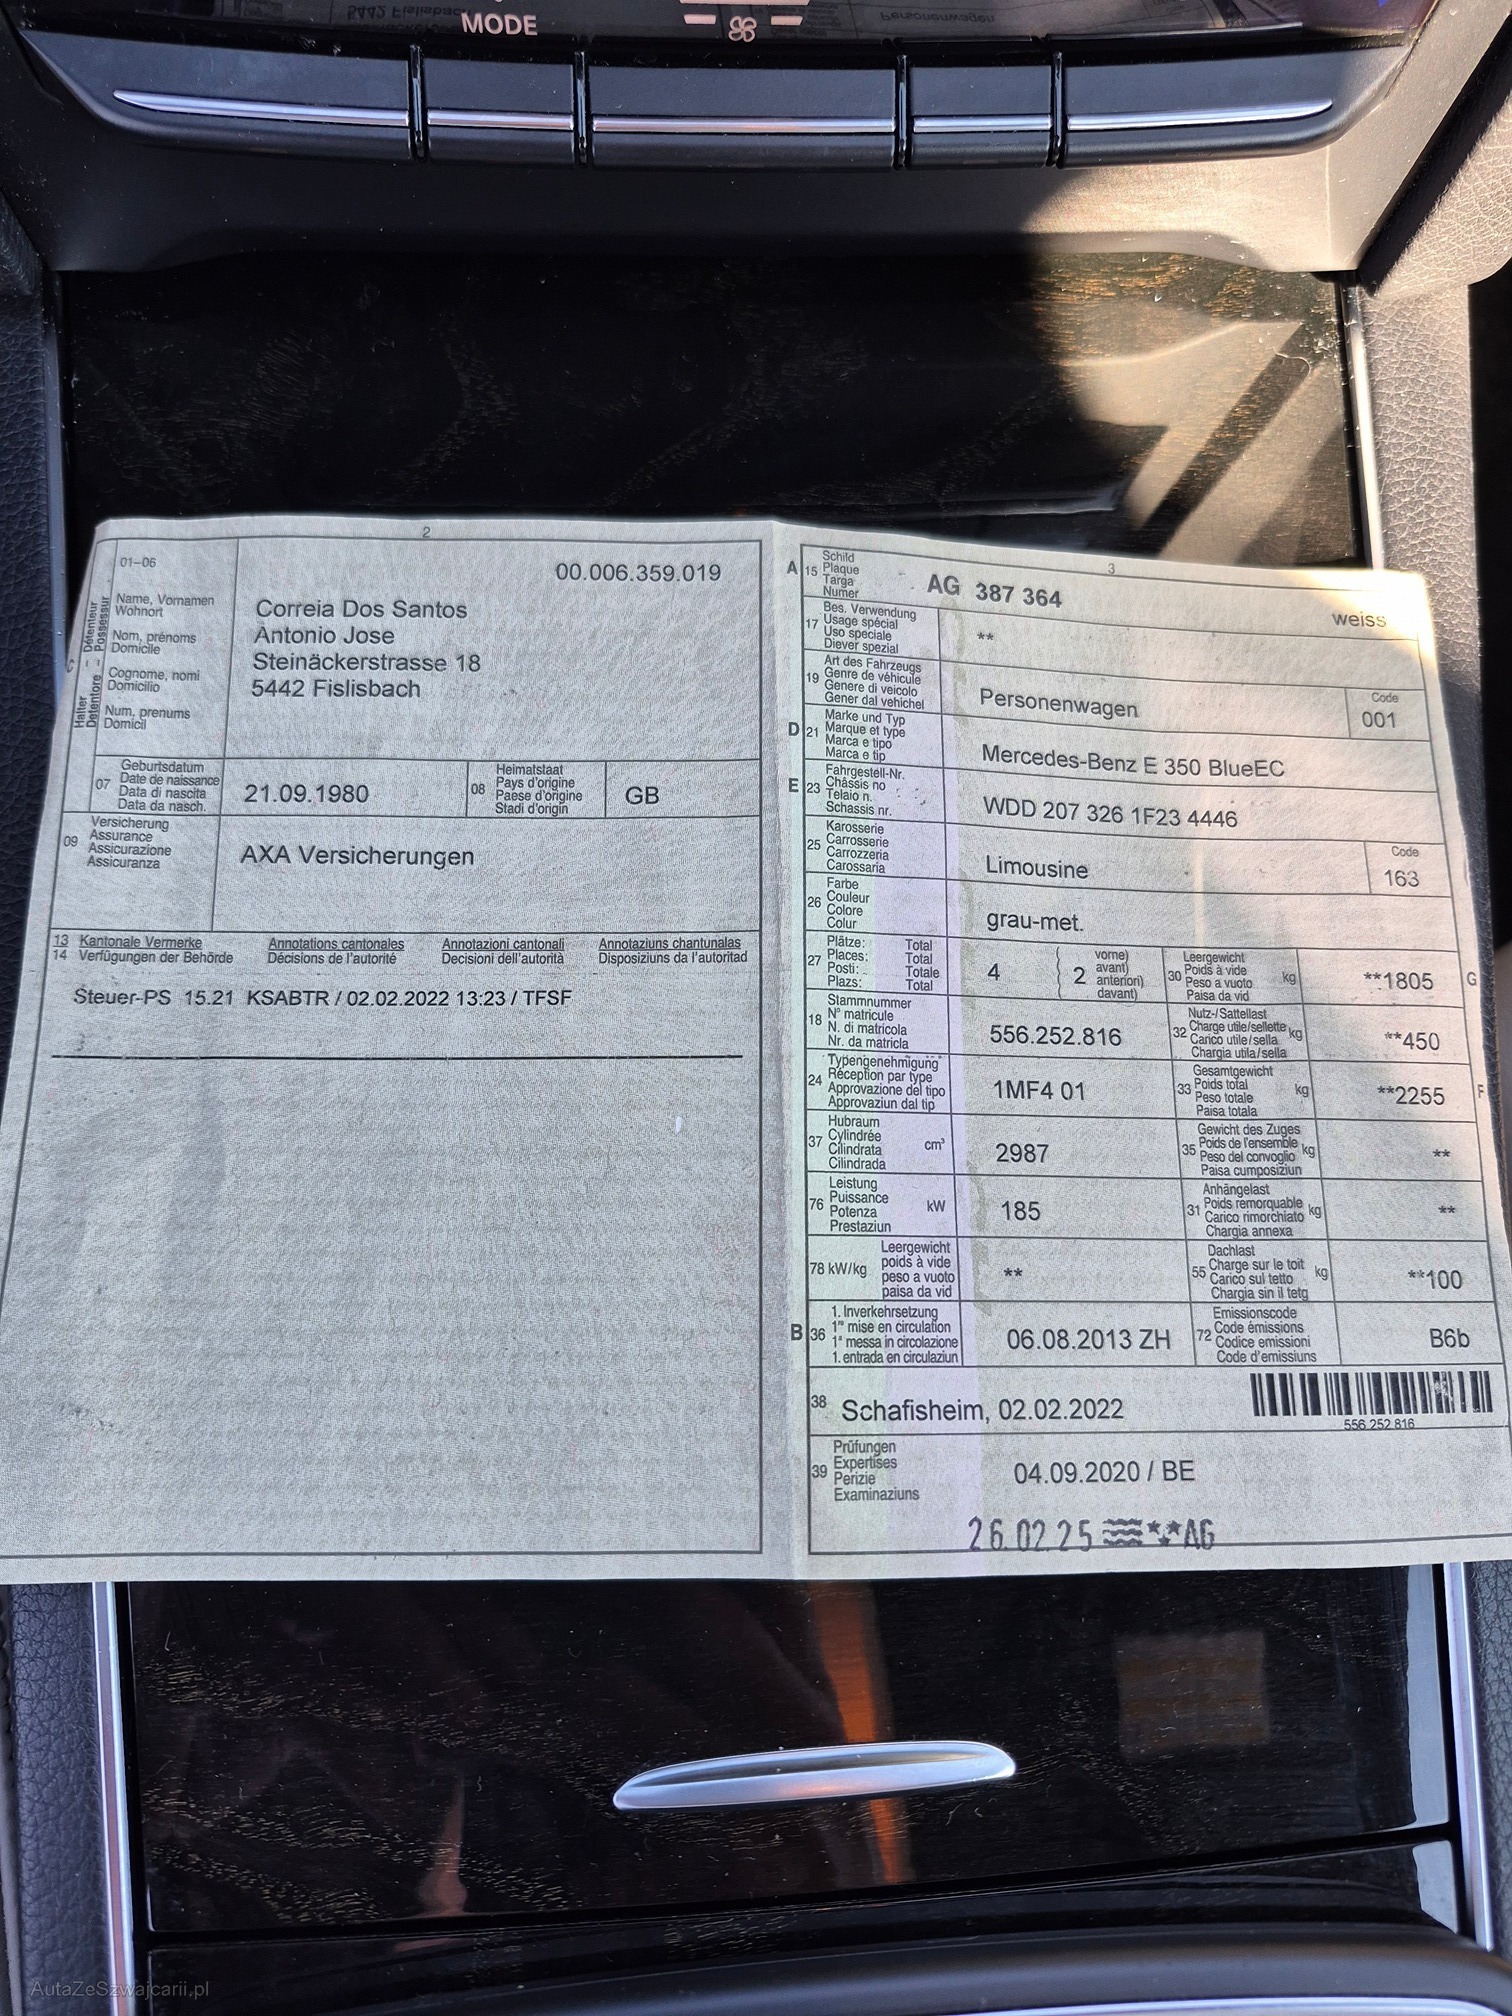 MODE
2
01–06
00.006.359.019
Halter – Détenteur
Detentore – Possessur
C
Name, Vornamen
Wohnort
Nom, prénoms
Domicile
Cognome, nomi
Domicilio
Num, prenums
Domicil
Correia Dos Santos
Antonio Jose
Steinäckerstrasse 18
5442 Fislisbach
07
Geburtsdatum
Date de naissance
Data di nascita
Data da nasch.
21.09.1980
08
Heimatstaat
Pays d'origine
Paese d'origine
Stadi d'origin
GB
09
Versicherung
Assurance
Assicurazione
Assicuranza
AXA Versicherungen
13 Kantonale Vermerke Annotations cantonales Annotazioni cantonali Annotaziuns chantunalas
14 Verfügungen der Behörde Décisions de l'autorité Decisioni dell'autorità Disposiziuns da l'autoritad
Steuer-PS 15.21 KSABTR / 02.02.2022 13:23 / TFSF
3
A 15
Schild
Plaque
Targa
Numer
AG 387 364
weiss
17
Bes. Verwendung
Usage spécial
Uso speciale
Diever spezial
**
19
Art des Fahrzeugs
Genre de véhicule
Genere di veicolo
Gener dal vehichel
Personenwagen
Code
001
D 21
Marke und Typ
Marque et type
Marca e tipo
Marca e tip
Mercedes-Benz E 350 BlueEC
E 23
Fahrgestell-Nr.
Châssis no
Telaio n.
Schassis nr.
WDD 207 326 1F23 4446
25
Karosserie
Carrosserie
Carrozzeria
Carossaria
Limousine
Code
163
26
Farbe
Couleur
Colore
Colur
grau-met.
27
Plätze: Total
Places: Total
Posti: Totale
Plazs: Total
4
2
vorne)
avant)
anteriori)
davant)
30
Leergewicht
Poids à vide
Peso a vuoto
Paisa da vid
kg
**1805
G
18
Stammnummer
N° matricule
N. di matricola
Nr. da matricla
556.252.816
32
Nutz-/Sattellast
Charge utile/sellette
Carico utile/sella
Chargia utila/sella
kg
**450
24
Typengenehmigung
Réception par type
Approvazione del tipo
Approvaziun dal tip
1MF4 01
33
Gesamtgewicht
Poids total
Peso totale
Paisa totala
kg
**2255
F
37
Hubraum
Cylindrée
Cilindrata
Cilindrada
cm³
2987
35
Gewicht des Zuges
Poids de l'ensemble
Peso del convoglio
Paisa cumposiziun
kg
**
76
Leistung
Puissance
Potenza
Prestaziun
kW
185
31
Anhängelast
Poids remorquable
Carico rimorchiato
Chargia annexa
kg
**
78 kW/kg
Leergewicht
poids à vide
peso a vuoto
paisa da vid
**
55
Dachlast
Charge sur le toit
Carico sul tetto
Chargia sin il tetg
kg
**100
B 36
1. Inverkehrsetzung
1re mise en circulation
1a messa in circolazione
1. entrada en circulaziun
06.08.2013 ZH
72
Emissionscode
Code émissions
Codice emissioni
Code d'emissiuns
B6b
38
Schafisheim, 02.02.2022
556 252 816
39
Prüfungen
Expertises
Perizie
Examinaziuns
04.09.2020 / BE
26.02.25 AG
AutaZeSzwajcarii.pl